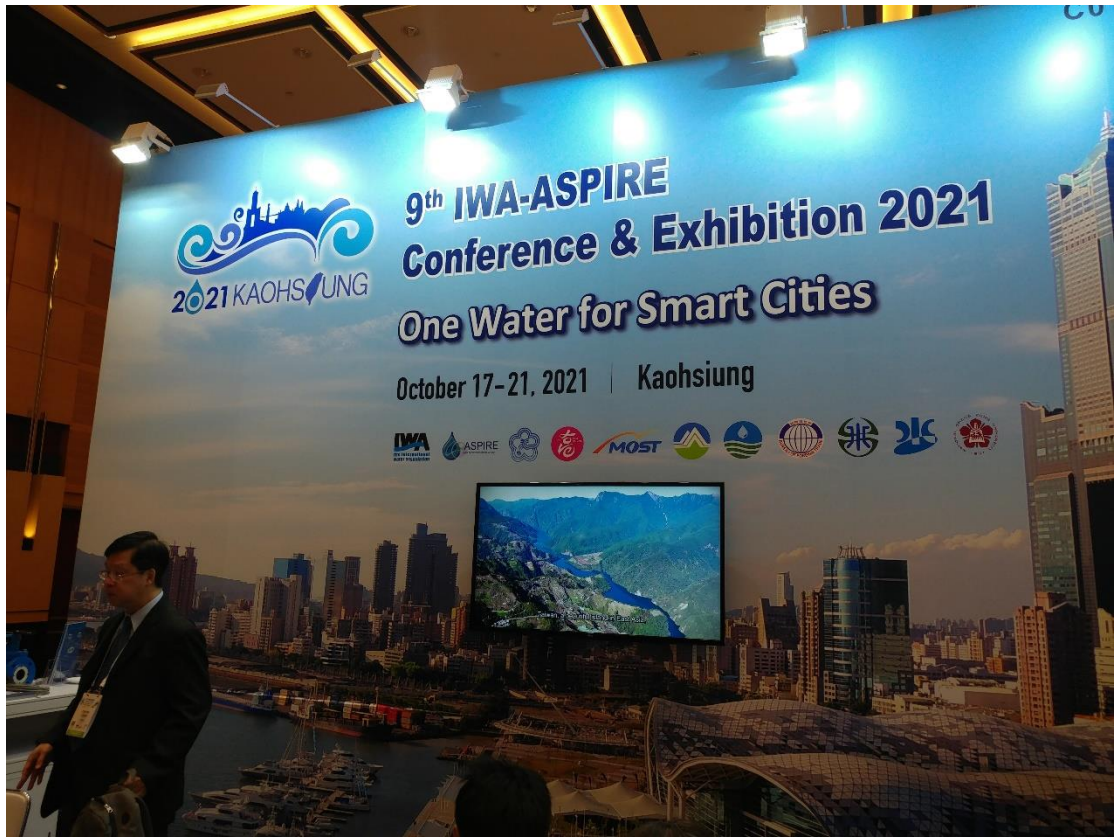 Co
2021 KAOHSIUNG
9th IWA-ASPIRE
Conference & Exhibition 2021
One Water for Smart Cities
October 17-21, 2021 | Kaohsiung
IWA
ASPIRE
MOST